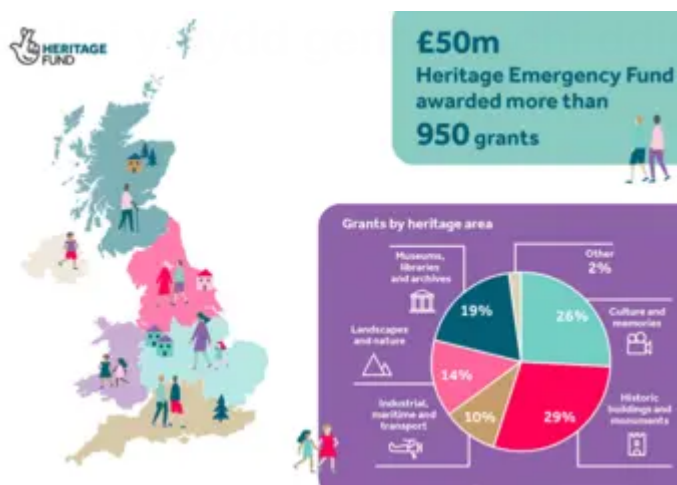 HERITAGE
FUND
£50m
Heritage Emergency Fund
awarded more than
950 grants
Grants by heritage area
Museums,
libraries
and archives
Other
2%
19%
26%
Culture and
memories
Landscapes
and nature
14%
Industrial,
maritime and
transport
10%
29%
Historic
buildings and
monuments